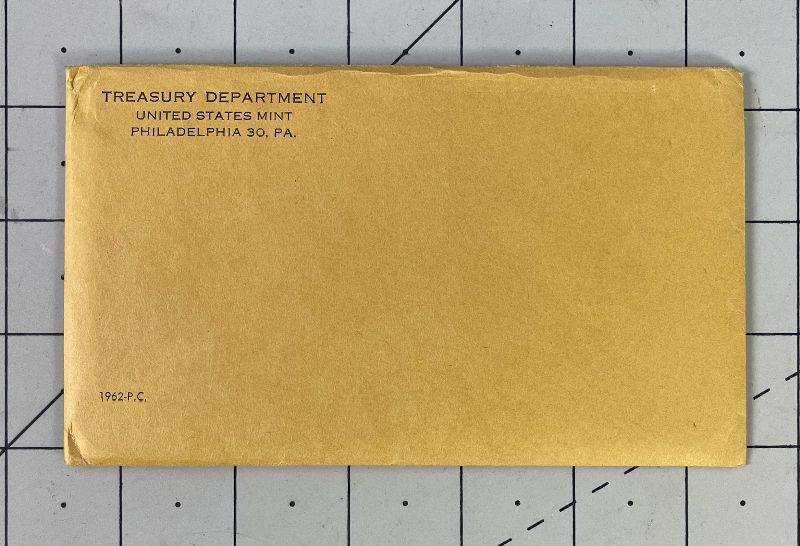 TREASURY DEPARTMENT
UNITED STATES MINT
PHILADELPHIA 30, PA.
1962-P.C.